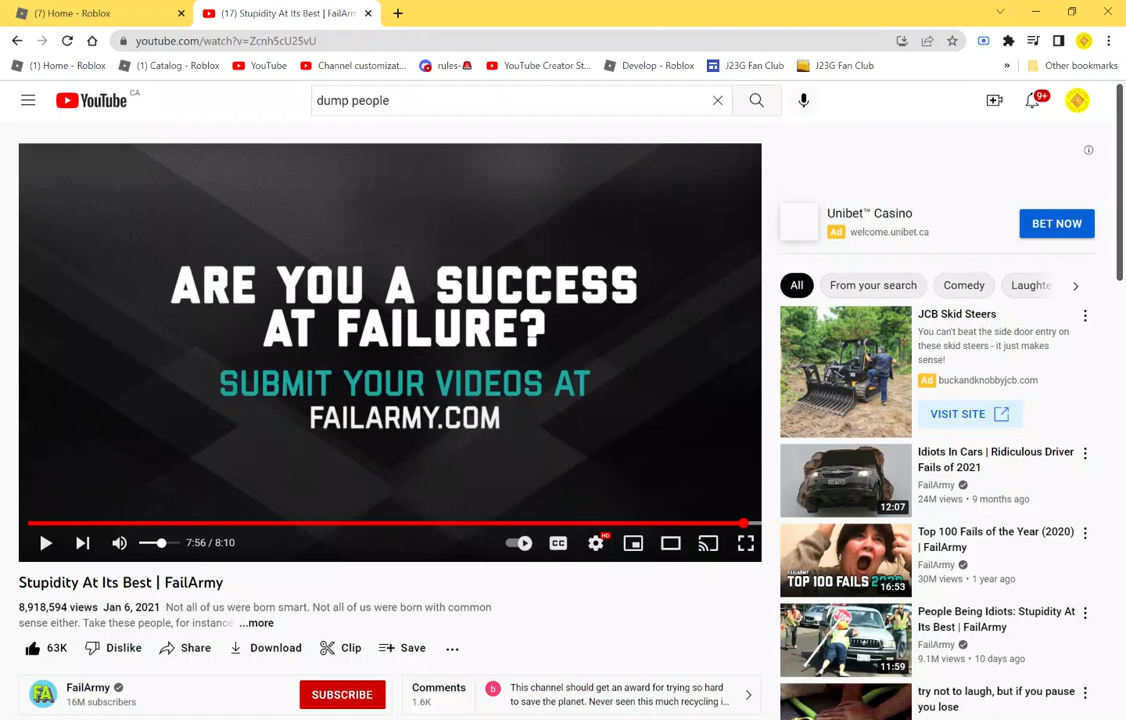 (7) Home - Roblox
(17) Stupidity At Its Best | FailArm
youtube.com/watch?v=Zcnh5cU25vU
(1) Home - Roblox
(1) Catalog - Roblox
YouTube
Channel customizat...
rules-
YouTube Creator St...
Develop - Roblox
J23G Fan Club
J23G Fan Club
»
Other bookmarks
YouTube CA
dump people
9+
ARE YOU A SUCCESS
AT FAILURE?
SUBMIT YOUR VIDEOS AT
FAILARMY.COM
7:56 / 8:10
CC
HD
Stupidity At Its Best | FailArmy
8,918,594 views Jan 6, 2021 Not all of us were born smart. Not all of us were born with common
sense either. Take these people, for instance ...more
63K
Dislike
Share
Download
Clip
Save
FA
FailArmy
16M subscribers
SUBSCRIBE
Comments
1.6K
b
This channel should get an award for trying so hard
to save the planet. Never seen this much recycling i...
Unibet™ Casino
Ad welcome.unibet.ca
BET NOW
All
From your search
Comedy
Laughte
JCB Skid Steers
You can't beat the side door entry on
these skid steers - it just makes
sense!
Ad buckandknobbyjcb.com
VISIT SITE
Idiots In Cars | Ridiculous Driver
Fails of 2021
FailArmy
24M views • 9 months ago
12:07
Top 100 Fails of the Year (2020)
| FailArmy
FailArmy
30M views • 1 year ago
FAILARMY
TOP 100 FAILS
16:53
People Being Idiots: Stupidity At
Its Best | FailArmy
FailArmy
9.1M views • 10 days ago
11:59
try not to laugh, but if you pause
you lose